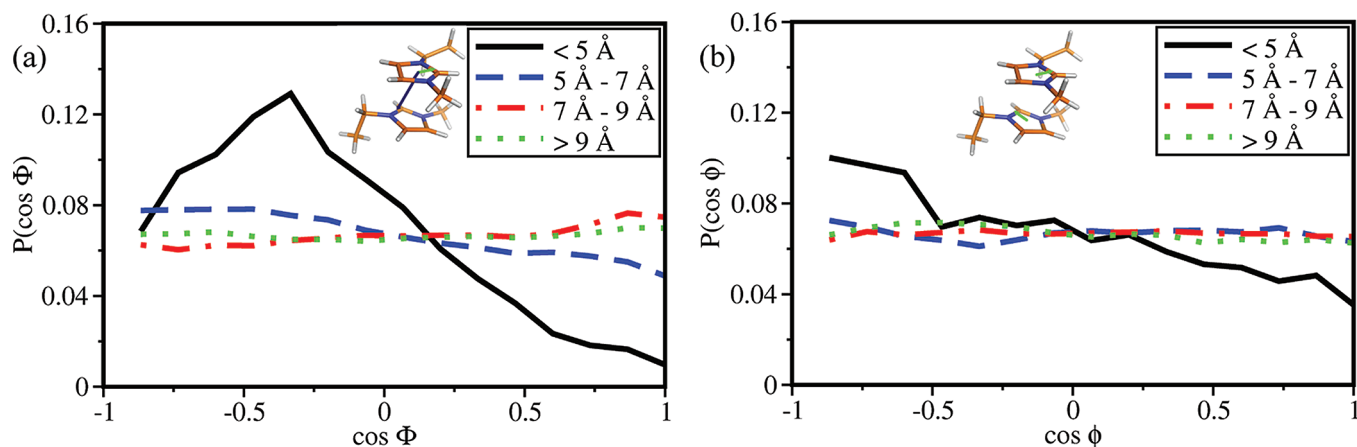 (a)
P(cos Φ)
0.16
0.12
0.08
0.04
0
< 5 Å
5 Å - 7 Å
7 Å - 9 Å
> 9 Å
-1
-0.5
0
0.5
1
cos Φ
(b)
P(cos ϕ)
0.16
0.12
0.08
0.04
0
< 5 Å
5 Å - 7 Å
7 Å - 9 Å
> 9 Å
-1
-0.5
0
0.5
1
cos ϕ